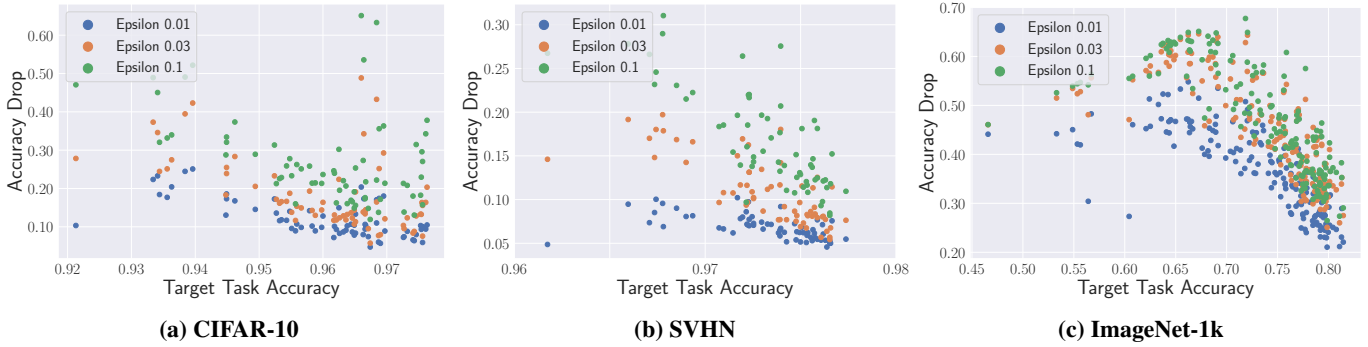 Epsilon 0.01
Epsilon 0.03
Epsilon 0.1
0.60
0.50
0.40
0.30
0.20
0.10
Accuracy Drop
0.92 0.93 0.94 0.95 0.96 0.97
Target Task Accuracy
(a) CIFAR-10
Epsilon 0.01
Epsilon 0.03
Epsilon 0.1
0.30
0.25
0.20
0.15
0.10
0.05
Accuracy Drop
0.96 0.97 0.98
Target Task Accuracy
(b) SVHN
Epsilon 0.01
Epsilon 0.03
Epsilon 0.1
0.70
0.60
0.50
0.40
0.30
0.20
Accuracy Drop
0.45 0.50 0.55 0.60 0.65 0.70 0.75 0.80
Target Task Accuracy
(c) ImageNet-1k